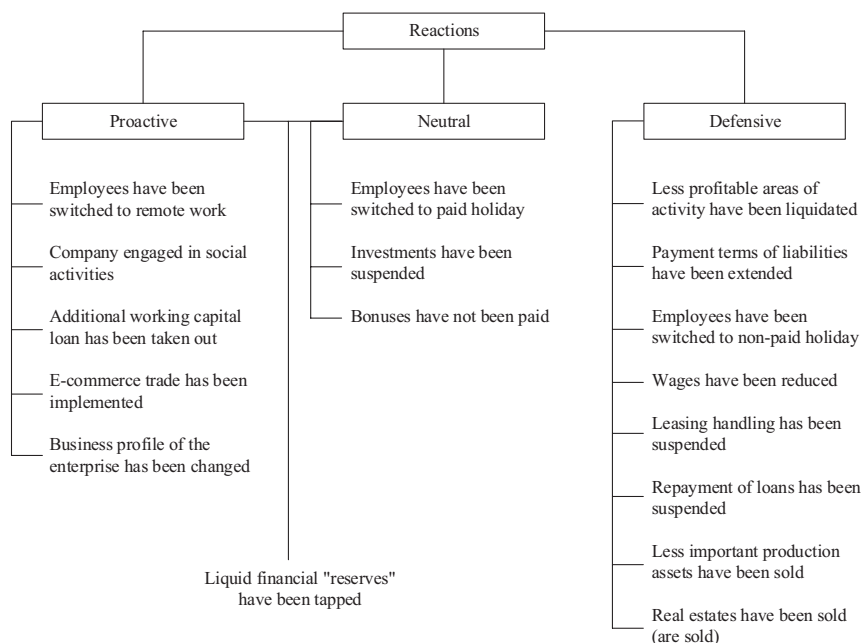 Reactions
Proactive
Neutral
Defensive
Employees have been
switched to remote work
Company engaged in social
activities
Additional working capital
loan has been taken out
E-commerce trade has been
implemented
Business profile of the
enterprise has been changed
Liquid financial "reserves"
have been tapped
Employees have been
switched to paid holiday
Investments have been
suspended
Bonuses have not been paid
Less profitable areas of
activity have been liquidated
Payment terms of liabilities
have been extended
Employees have been
switched to non-paid holiday
Wages have been reduced
Leasing handling has been
suspended
Repayment of loans has been
suspended
Less important production
assets have been sold
Real estates have been sold
(are sold)